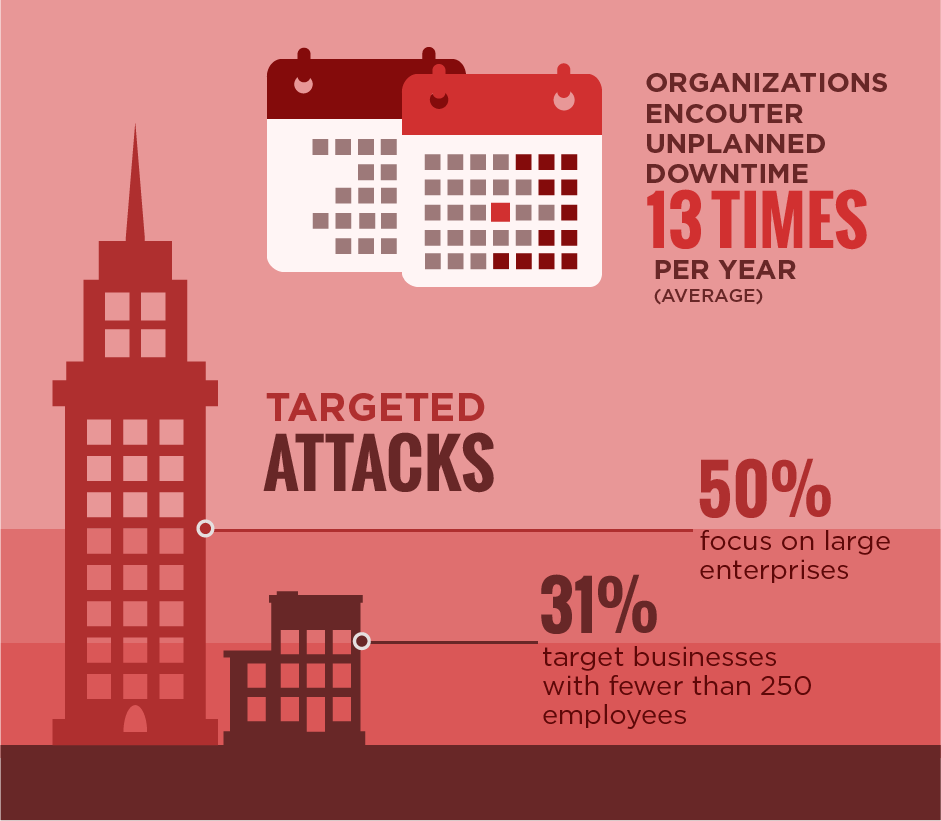 ORGANIZATIONS
ENCOUTER
UNPLANNED
DOWNTIME
13 TIMES
PER YEAR
(AVERAGE)
TARGETED
ATTACKS
50%
focus on large
enterprises
31%
target businesses
with fewer than 250
employees